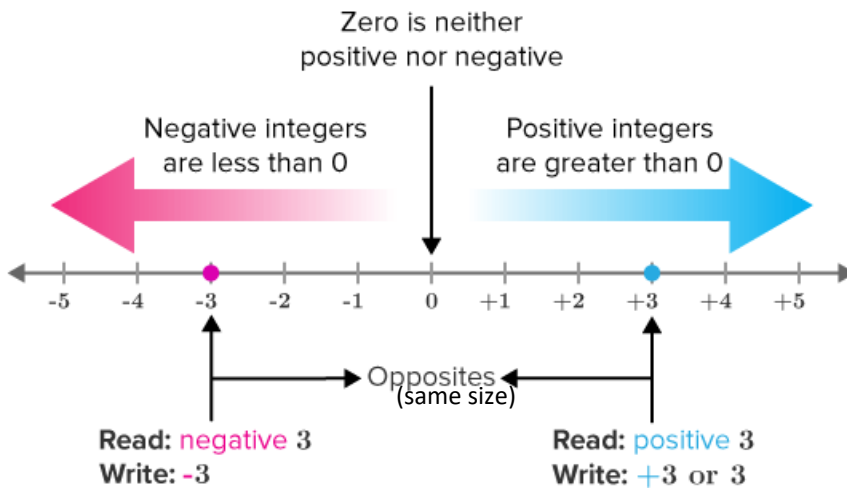 Zero is neither
positive nor negative
Negative integers
are less than 0
Positive integers
are greater than 0
-5 -4 -3 -2 -1 0 +1 +2 +3 +4 +5
Opposites
(same size)
Read: negative 3
Write: -3
Read: positive 3
Write: +3 or 3